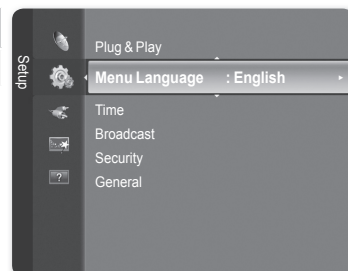 Setup
Plug & Play
Menu Language : English
Time
Broadcast
Security
General
?